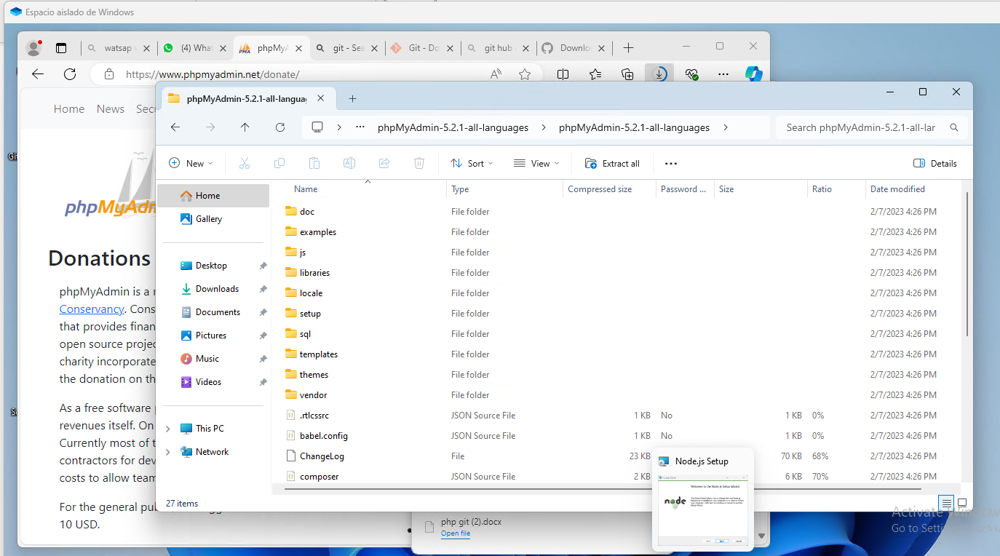 Espacio aislado de Windows
watsap
(4) What
phpMyA
git - Sea
Git - Do
git hub
Downlo
https://www.phpmyadmin.net/donate/
phpMyAdmin-5.2.1-all-langua
Home News Secu
phpMyAdmin-5.2.1-all-languages > phpMyAdmin-5.2.1-all-languages >
Search phpMyAdmin-5.2.1-all-lar
New
Sort
View
Extract all
Details
Name Type Compressed size Password ... Size Ratio Date modified
Home
Gallery
Desktop
Downloads
Documents
Pictures
Music
Videos
This PC
Network
doc File folder 2/7/2023 4:26 PM
examples File folder 2/7/2023 4:26 PM
js File folder 2/7/2023 4:26 PM
libraries File folder 2/7/2023 4:26 PM
locale File folder 2/7/2023 4:26 PM
setup File folder 2/7/2023 4:26 PM
sql File folder 2/7/2023 4:26 PM
templates File folder 2/7/2023 4:26 PM
themes File folder 2/7/2023 4:26 PM
vendor File folder 2/7/2023 4:26 PM
.rtlcssrc JSON Source File 1 KB No 1 KB 0% 2/7/2023 4:26 PM
babel.config JSON Source File 1 KB No 1 KB 0% 2/7/2023 4:26 PM
ChangeLog File 23 KB 70 KB 68% 2/7/2023 4:26 PM
composer JSON Source File 2 KB 6 KB 70% 2/7/2023 4:26 PM
27 items
phpMyAdm
Donations
phpMyAdmin is a
Conservancy. Cons
that provides finan
open source projec
charity incorporate
the donation on th
As a free software
revenues itself. On
Currently most of t
contractors for dev
costs to allow team
For the general pu
10 USD.
Node.js Setup
Welcome to the Node.js Setup Wizard
node
php git (2).docx
Open file
Activate Windows
Go to Setti